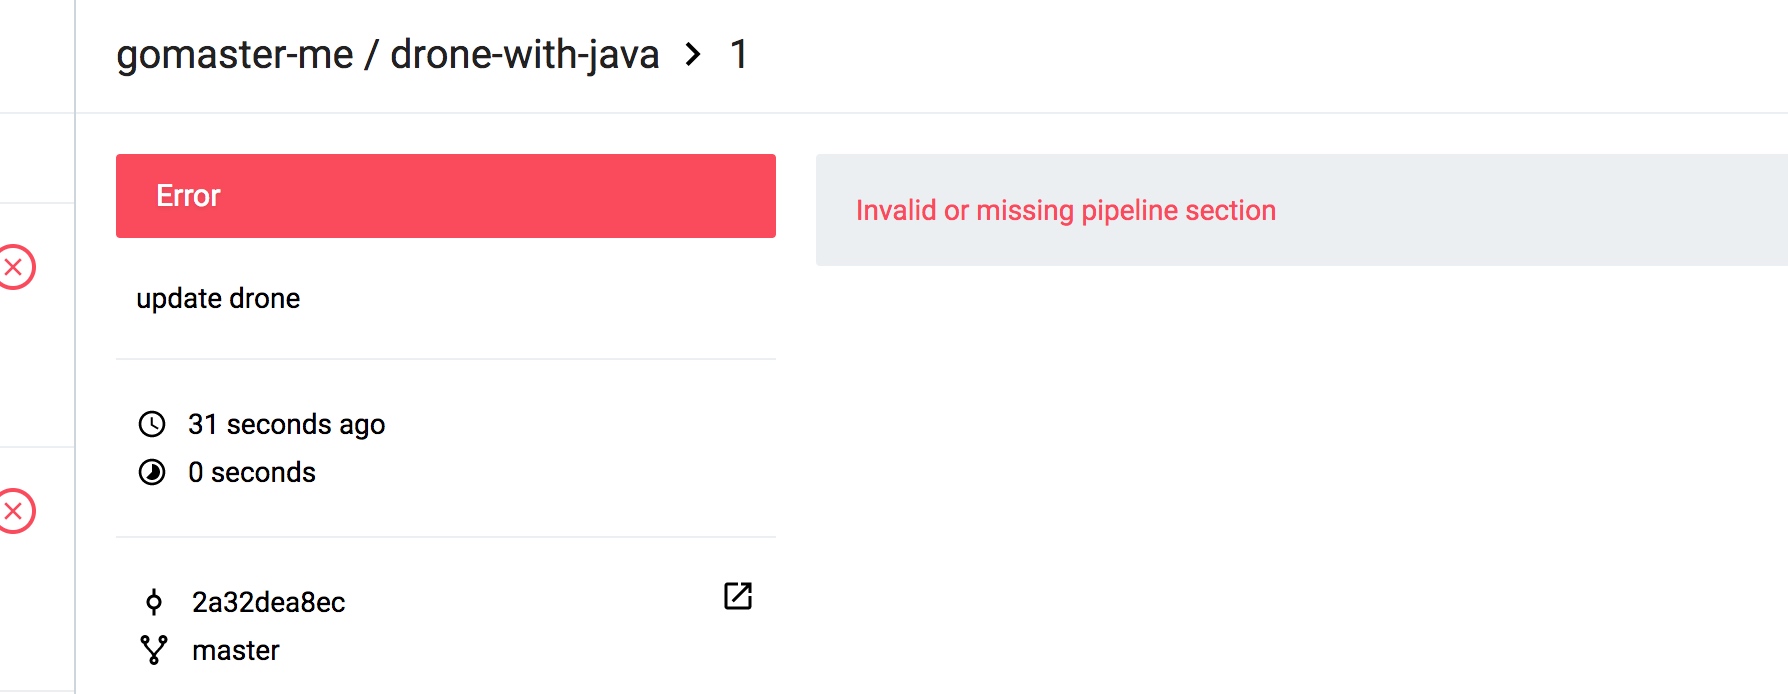 gomaster-me / drone-with-java > 1
Error
Invalid or missing pipeline section
update drone
31 seconds ago
0 seconds
2a32dea8ec
master